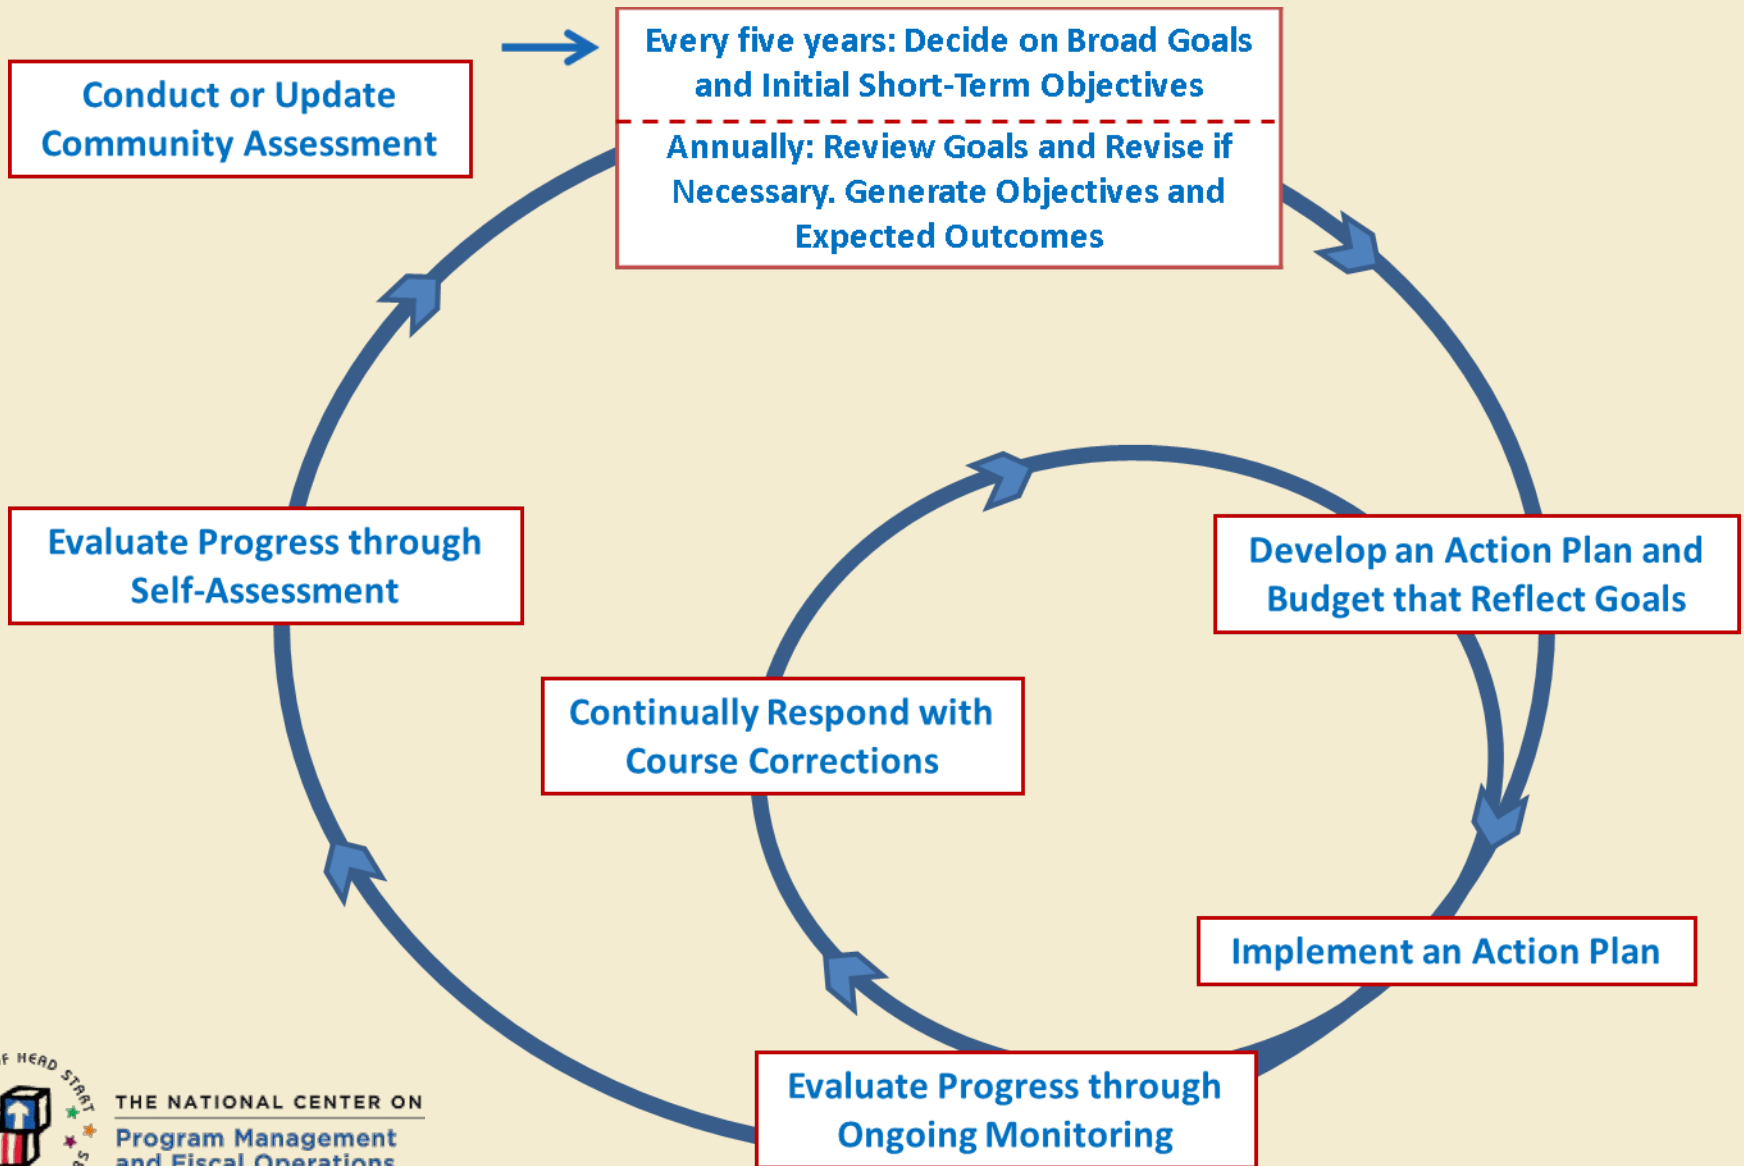 Every five years: Decide on Broad Goals
and Initial Short-Term Objectives
Annually: Review Goals and Revise if
Necessary. Generate Objectives and
Expected Outcomes
Conduct or Update
Community Assessment
Evaluate Progress through
Self-Assessment
Develop an Action Plan and
Budget that Reflect Goals
Continually Respond with
Course Corrections
Implement an Action Plan
Evaluate Progress through
Ongoing Monitoring
HEAD START
THE NATIONAL CENTER ON
Program Management
and Fiscal Operations